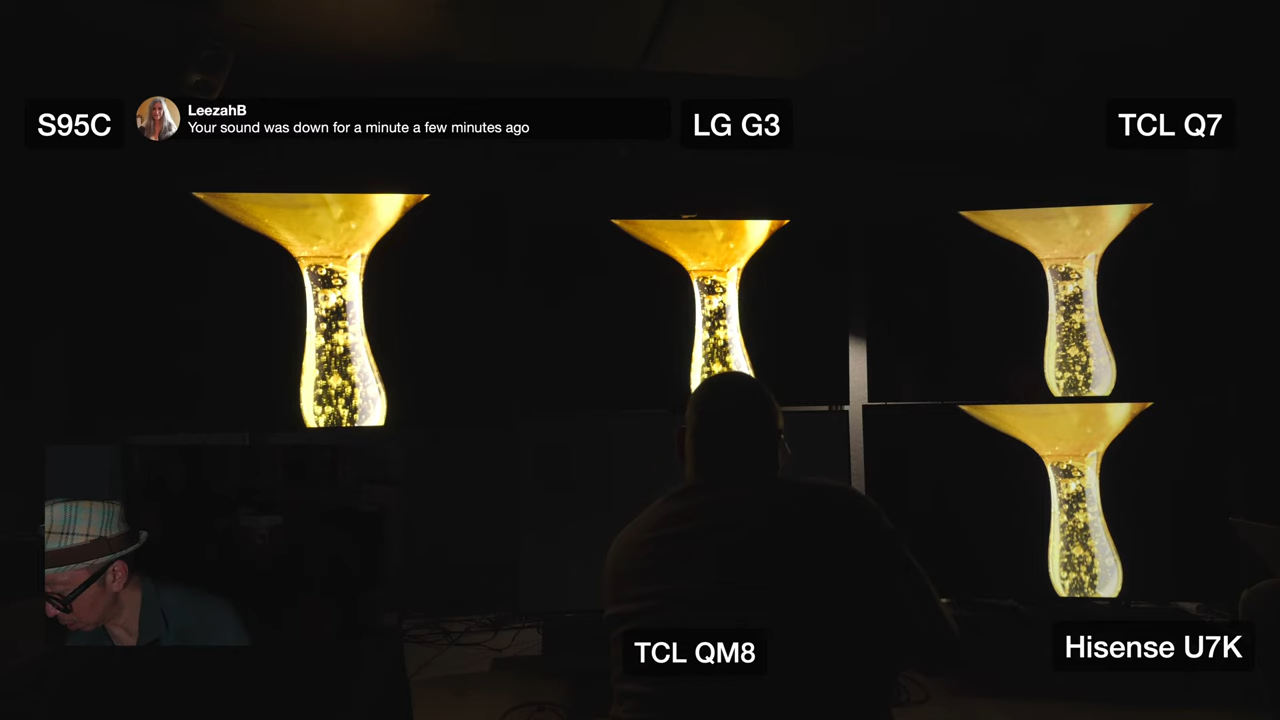 S95C
LeezahB
Your sound was down for a minute a few minutes ago
LG G3
TCL Q7
TCL QM8
Hisense U7K